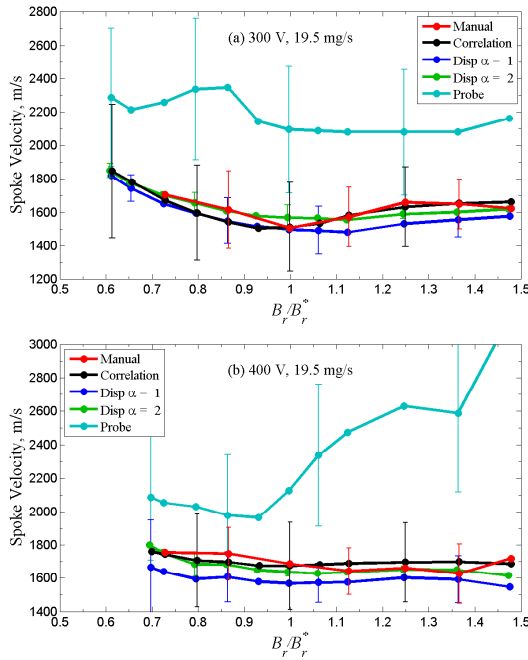 2800
2600
2400
2200
2000
1800
1600
1400
1200
Spoke Velocity, m/s
(a) 300 V, 19.5 mg/s
Manual
Correlation
Disp α − 1
Disp α = 2
Probe
0.5 0.6 0.7 0.8 0.9 1 1.1 1.2 1.3 1.4 1.5
B_r/B_r^*
3000
2800
2600
2400
2200
2000
1800
1600
1400
Spoke Velocity, m/s
(b) 400 V, 19.5 mg/s
Manual
Correlation
Disp α − 1
Disp α = 2
Probe
0.5 0.6 0.7 0.8 0.9 1 1.1 1.2 1.3 1.4 1.5
B_r/B_r^*